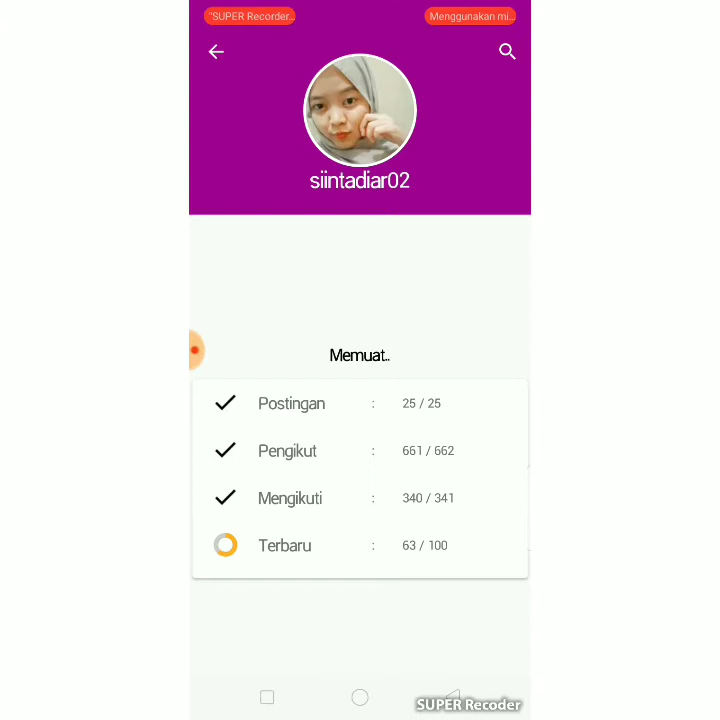 "SUPER Recorder...
Menggunakan mi...
siintadiar02
Memuat..
Postingan : 25 / 25
Pengikut : 661 / 662
Mengikuti : 340 / 341
Terbaru : 63 / 100
SUPER Recoder